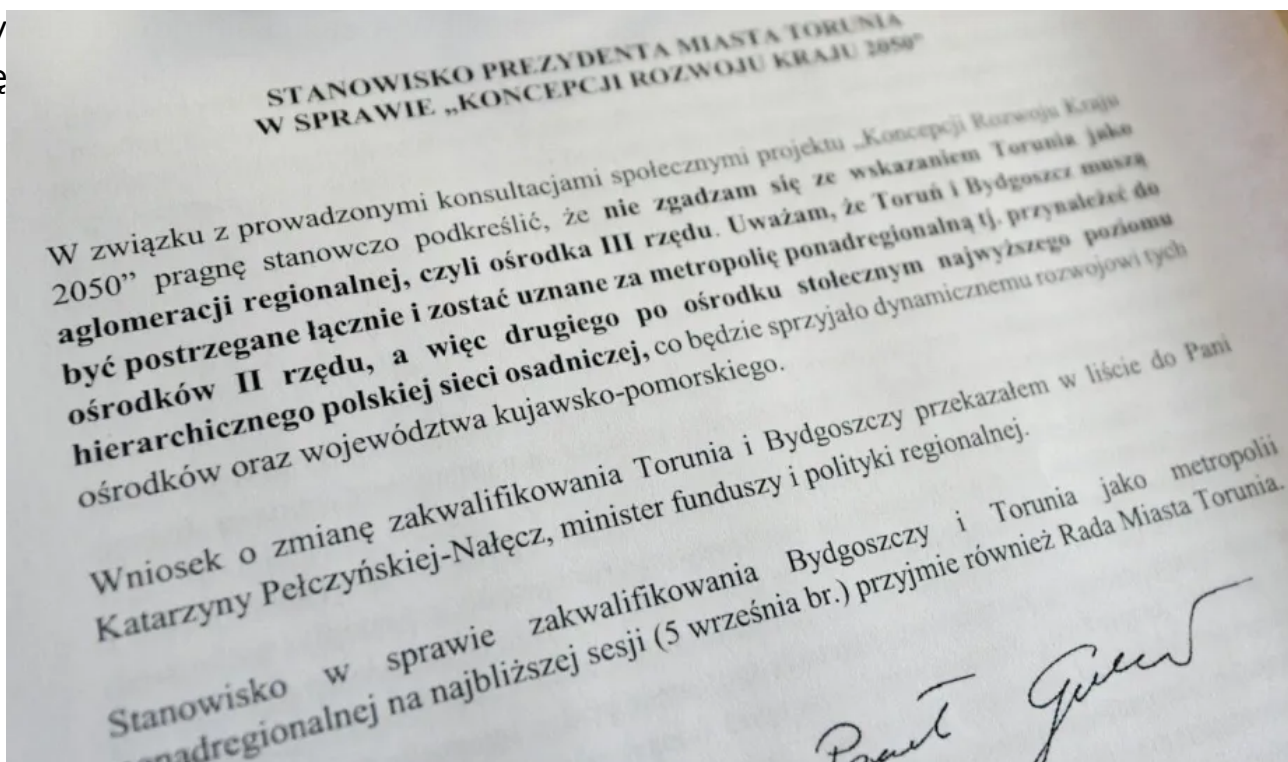 STANOWISKO PREZYDENTA MIASTA TORUNIA
W SPRAWIE „KONCEPCJI ROZWOJU KRAJU 2050”
W związku z prowadzonymi konsultacjami społecznymi projektu „Koncepcji Rozwoju Kraju
2050” pragnę stanowczo podkreślić, że nie zgadzam się ze wskazaniem Torunia jako
aglomeracji regionalnej, czyli ośrodka III rzędu. Uważam, że Toruń i Bydgoszcz muszą
być postrzegane łącznie i zostać uznane za metropolię ponadregionalną tj. przynależeć do
ośrodków II rzędu, a więc drugiego po ośrodku stołecznym najwyższego poziomu
hierarchicznego polskiej sieci osadniczej, co będzie sprzyjało dynamicznemu rozwojowi tych
ośrodków oraz województwa kujawsko-pomorskiego.
Wniosek o zmianę zakwalifikowania Torunia i Bydgoszczy przekazałem w liście do Pani
Katarzyny Pełczyńskiej-Nałęcz, minister funduszy i polityki regionalnej.
Stanowisko w sprawie zakwalifikowania Bydgoszczy i Torunia jako metropolii
ponadregionalnej na najbliższej sesji (5 września br.) przyjmie również Rada Miasta Torunia.